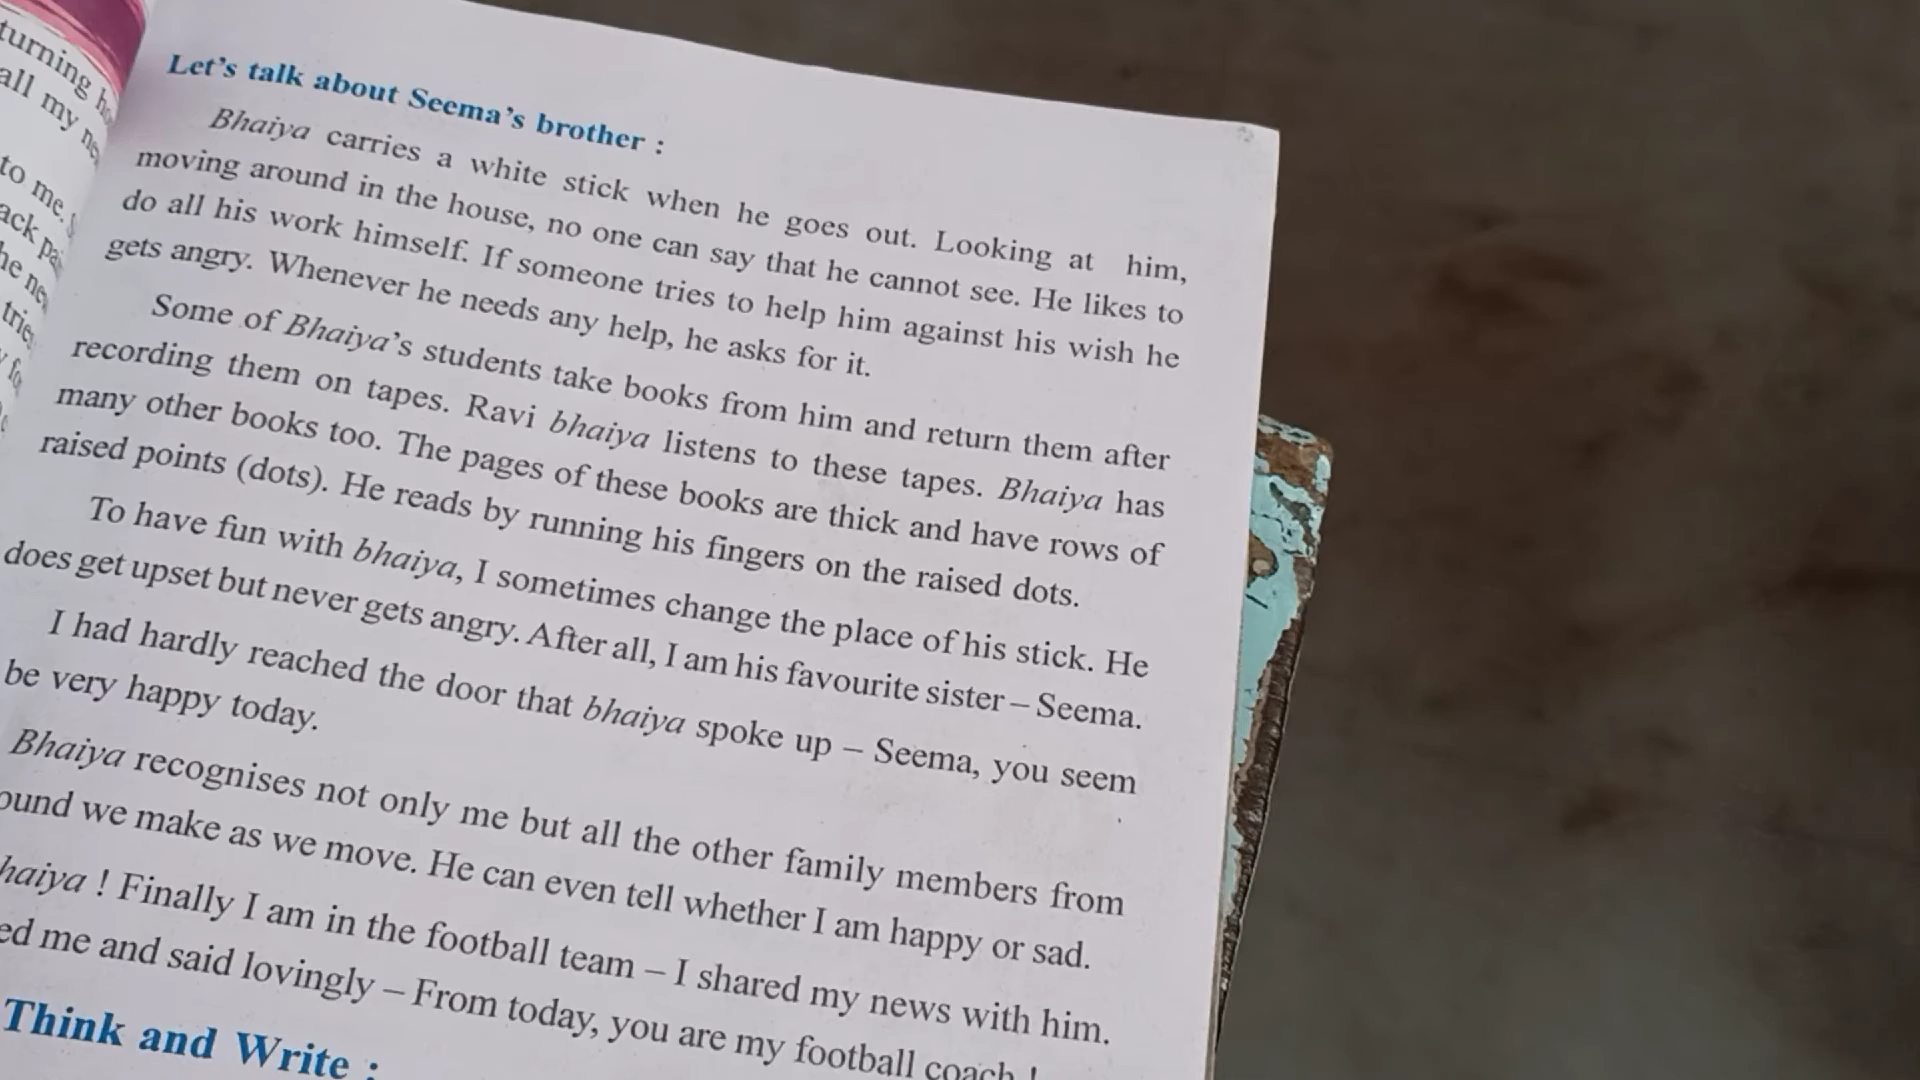 turning
all my
to me.
Let's talk about Seema's brother :
Bhaiya carries a white stick when he goes out. Looking at him,
moving around in the house, no one can say that he cannot see. He likes to
do all his work himself. If someone tries to help him against his wish he
gets angry. Whenever he needs any help, he asks for it.
Some of Bhaiya's students take books from him and return them after
recording them on tapes. Ravi bhaiya listens to these tapes. Bhaiya has
many other books too. The pages of these books are thick and have rows of
raised points (dots). He reads by running his fingers on the raised dots.
To have fun with bhaiya, I sometimes change the place of his stick. He
does get upset but never gets angry. After all, I am his favourite sister – Seema.
I had hardly reached the door that bhaiya spoke up – Seema, you seem
be very happy today.
Bhaiya recognises not only me but all the other family members from
ound we make as we move. He can even tell whether I am happy or sad.
haiya ! Finally I am in the football team – I shared my news with him.
ed me and said lovingly – From today, you are my football coach !
Think and Write :